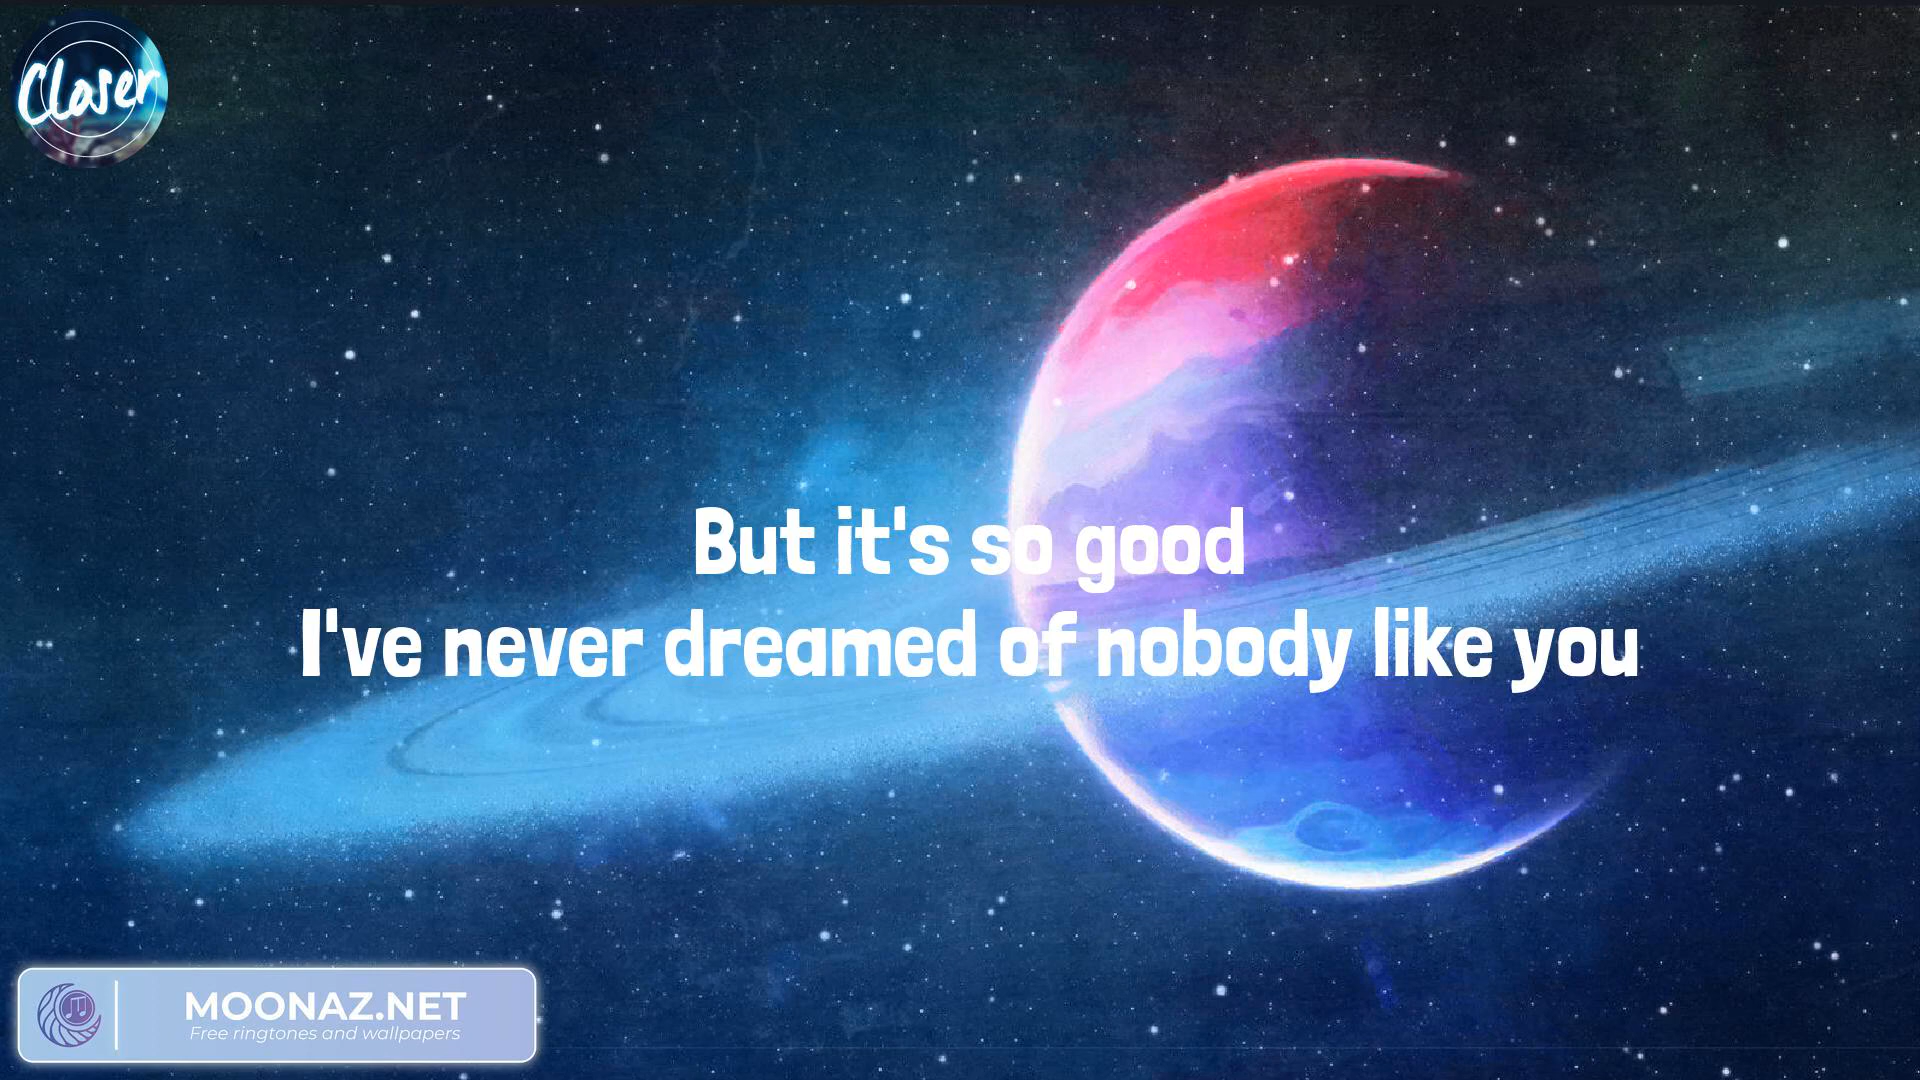 Closer
But it's so good
I've never dreamed of nobody like you
MOONAZ.NET
Free ringtones and wallpapers